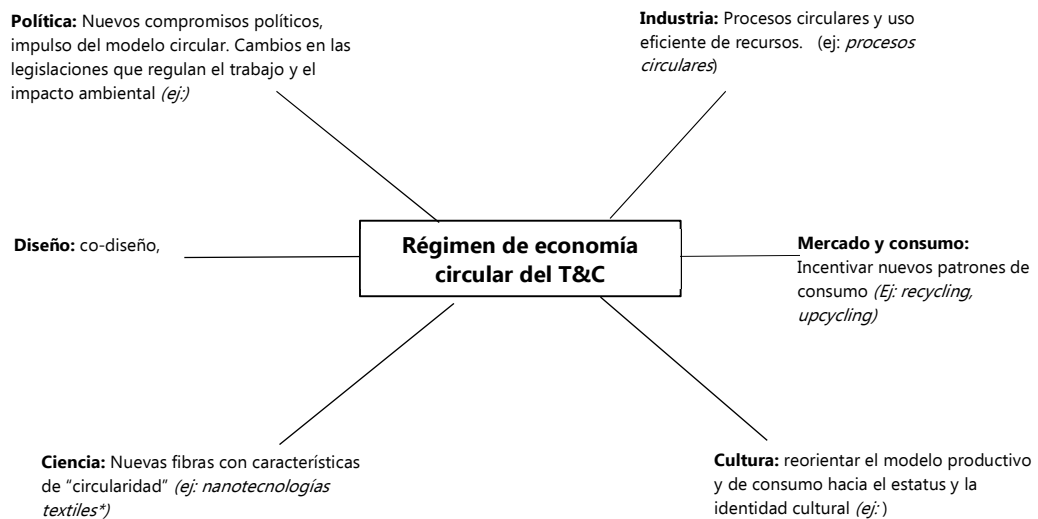 Política: Nuevos compromisos políticos,
impulso del modelo circular. Cambios en las
legislaciones que regulan el trabajo y el
impacto ambiental (ej:)
Industria: Procesos circulares y uso
eficiente de recursos. (ej: procesos
circulares)
Diseño: co-diseño,
Régimen de economía
circular del T&C
Mercado y consumo:
Incentivar nuevos patrones de
consumo (Ej: recycling,
upcycling)
Ciencia: Nuevas fibras con características
de “circularidad” (ej: nanotecnologías
textiles*)
Cultura: reorientar el modelo productivo
y de consumo hacia el estatus y la
identidad cultural (ej: )